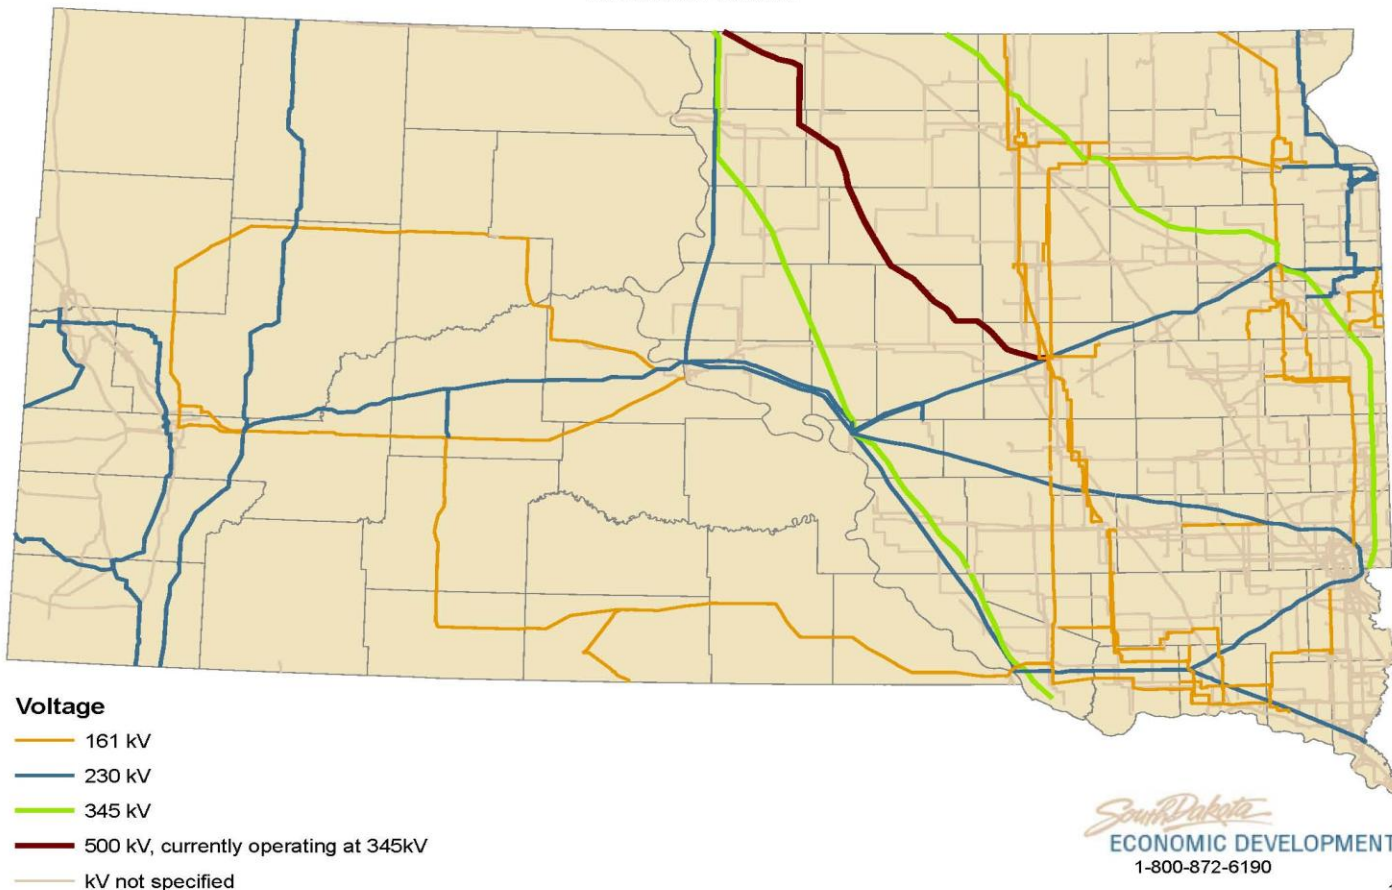 Voltage
161 kV
230 kV
345 kV
500 kV, currently operating at 345kV
kV not specified
South Dakota
ECONOMIC DEVELOPMENT
1-800-872-6190